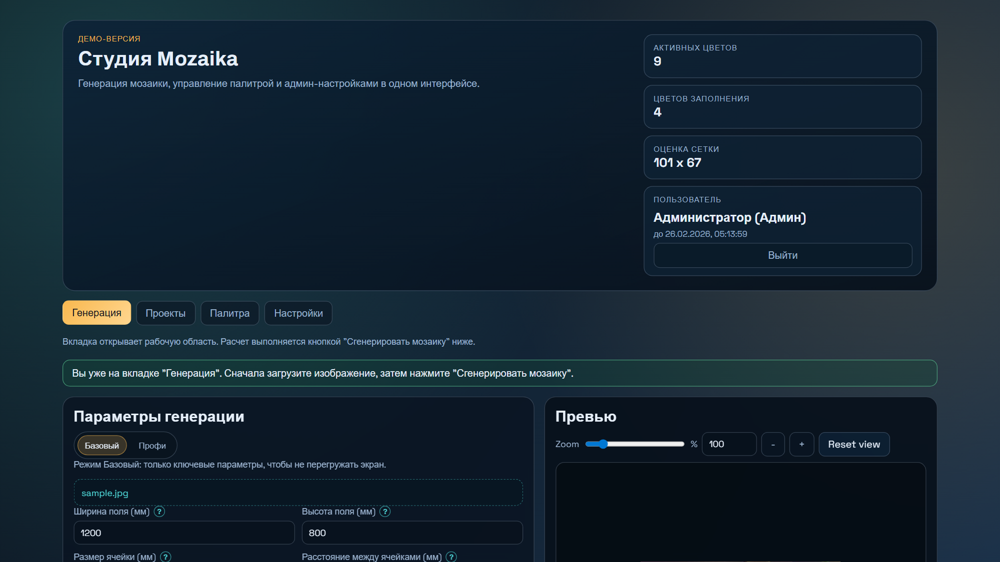 ДЕМО-ВЕРСИЯ
Студия Mozaika
Генерация мозаики, управление палитрой и админ-настройками в одном интерфейсе.
АКТИВНЫХ ЦВЕТОВ
9
ЦВЕТОВ ЗАПОЛНЕНИЯ
4
ОЦЕНКА СЕТКИ
101 x 67
ПОЛЬЗОВАТЕЛЬ
Администратор (Админ)
до 26.02.2026, 05:13:59
Выйти
Генерация
Проекты
Палитра
Настройки
Вкладка открывает рабочую область. Расчет выполняется кнопкой "Сгенерировать мозаику" ниже.
Вы уже на вкладке "Генерация". Сначала загрузите изображение, затем нажмите "Сгенерировать мозаику".
Параметры генерации
Базовый
Профи
Режим Базовый: только ключевые параметры, чтобы не перегружать экран.
sample.jpg
Ширина поля (мм) ?
Высота поля (мм) ?
1200
800
Размер ячейки (мм) ?
Расстояние между ячейками (мм) ?
Превью
Zoom
%
100
-
+
Reset view